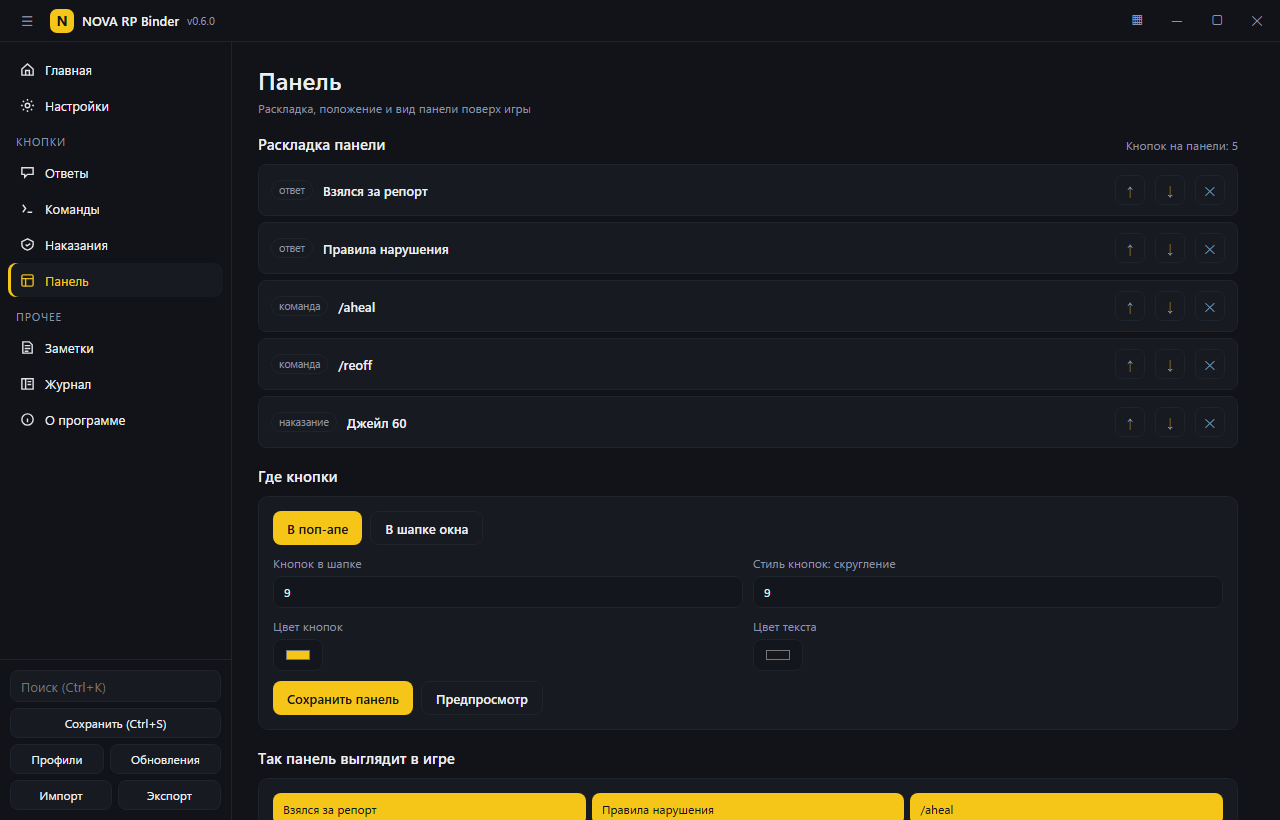 N NOVA RP Binder v0.6.0
Главная
Настройки
КНОПКИ
Ответы
Команды
Наказания
Панель
ПРОЧЕЕ
Заметки
Журнал
О программе
Поиск (Ctrl+K)
Сохранить (Ctrl+S)
Профили Обновления
Импорт Экспорт
Панель
Раскладка, положение и вид панели поверх игры
Раскладка панели Кнопок на панели: 5
ответ Взялся за репорт ↑ ↓ ×
ответ Правила нарушения ↑ ↓ ×
команда /aheal ↑ ↓ ×
команда /reoff ↑ ↓ ×
наказание Джейл 60 ↑ ↓ ×
Где кнопки
В поп-апе В шапке окна
Кнопок в шапке Стиль кнопок: скругление
9 9
Цвет кнопок Цвет текста
Сохранить панель Предпросмотр
Так панель выглядит в игре
Взялся за репорт Правила нарушения /aheal